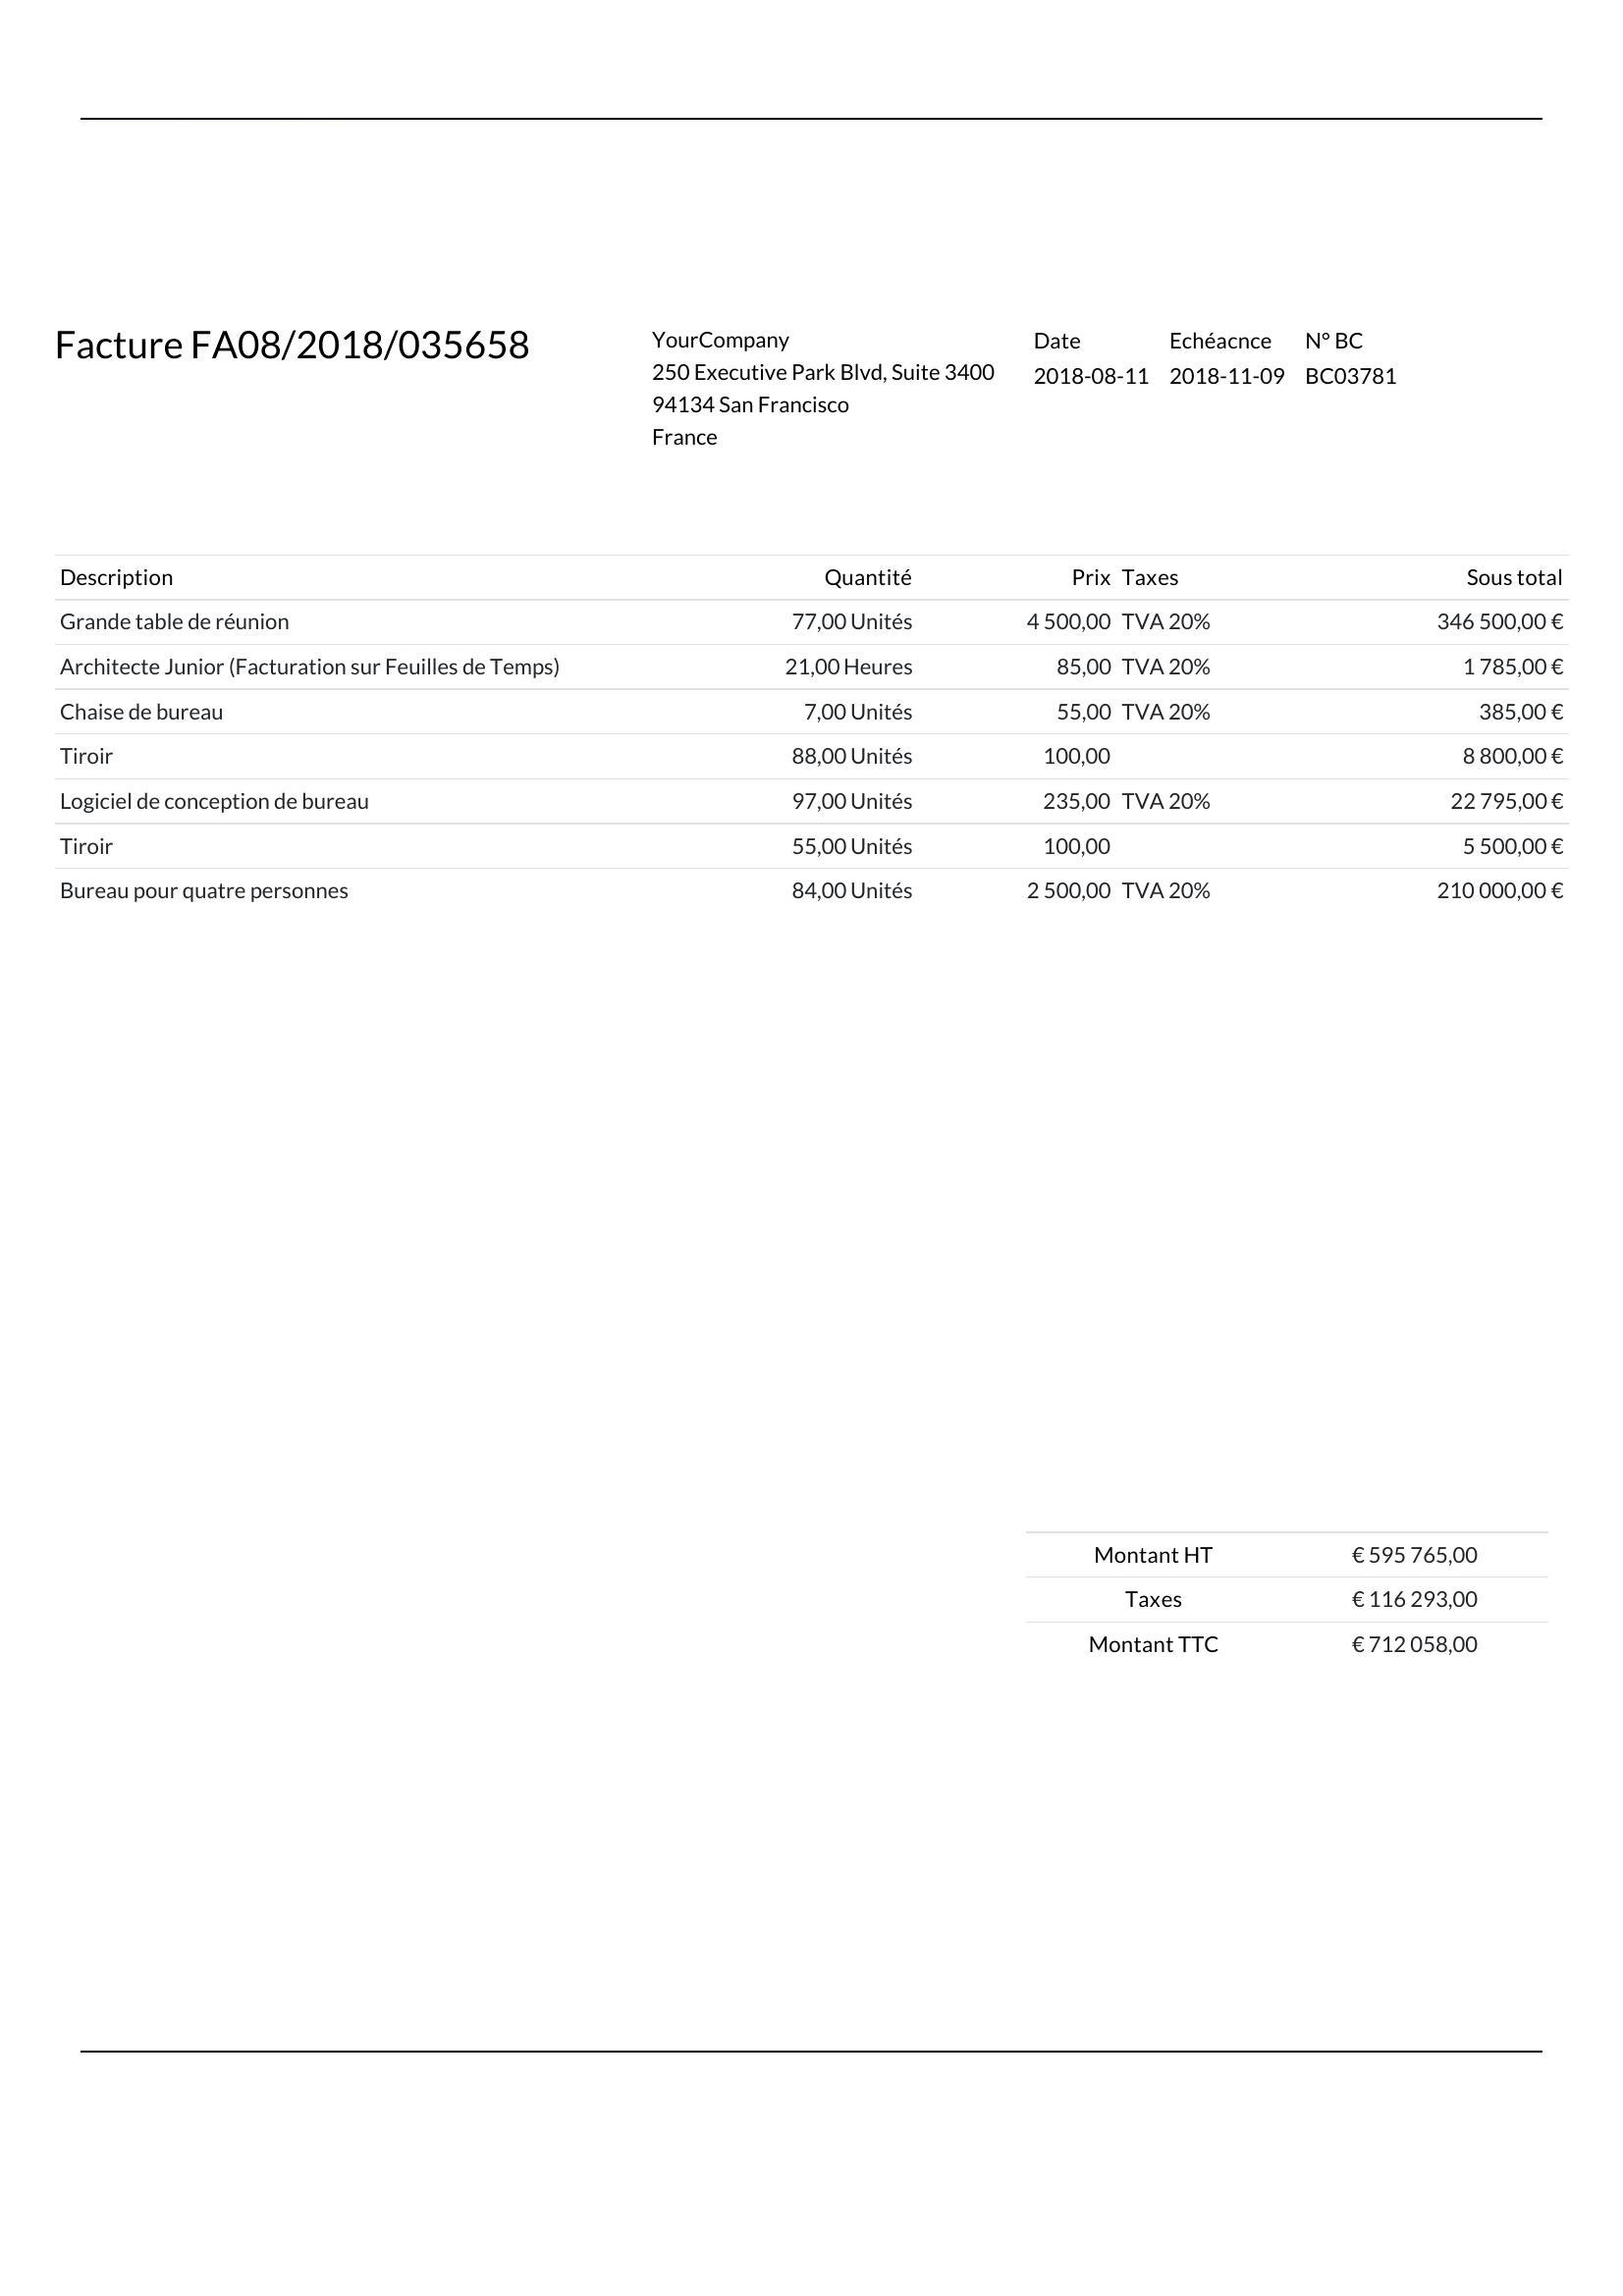 Facture FA08/2018/035658
YourCompany
250 Executive Park Blvd, Suite 3400
94134 San Francisco
France
Date Echéacnce N° BC
2018-08-11 2018-11-09 BC03781
Description Quantité Prix Taxes Sous total
Grande table de réunion 77,00 Unités 4 500,00 TVA 20% 346 500,00 €
Architecte Junior (Facturation sur Feuilles de Temps) 21,00 Heures 85,00 TVA 20% 1 785,00 €
Chaise de bureau 7,00 Unités 55,00 TVA 20% 385,00 €
Tiroir 88,00 Unités 100,00 8 800,00 €
Logiciel de conception de bureau 97,00 Unités 235,00 TVA 20% 22 795,00 €
Tiroir 55,00 Unités 100,00 5 500,00 €
Bureau pour quatre personnes 84,00 Unités 2 500,00 TVA 20% 210 000,00 €
Montant HT € 595 765,00
Taxes € 116 293,00
Montant TTC € 712 058,00